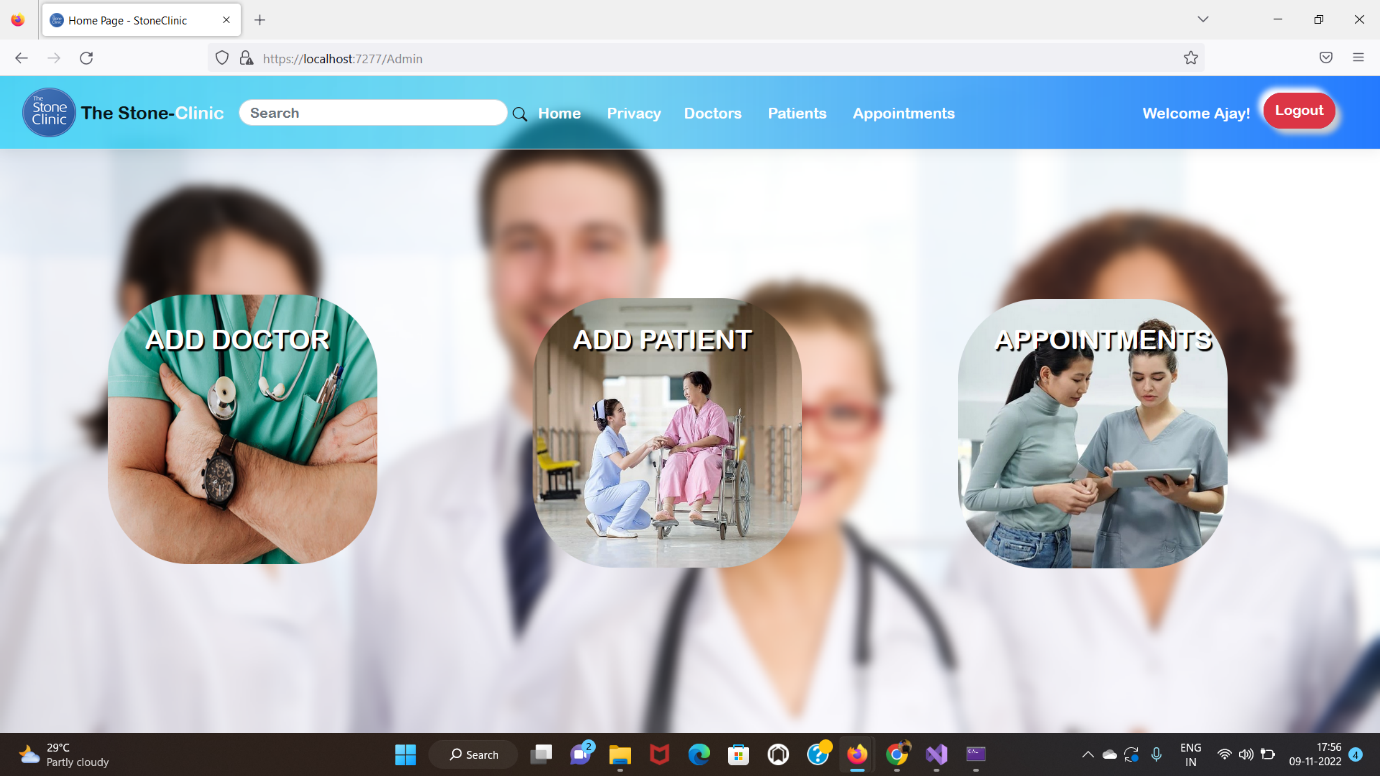 Home Page - StoneClinic
https://localhost:7277/Admin
The
Stone
Clinic
The Stone-Clinic
Search
Home
Privacy
Doctors
Patients
Appointments
Welcome Ajay!
Logout
ADD DOCTOR
ADD PATIENT
APPOINTMENTS
29°C
Partly cloudy
Search
2
ENG
IN
17:56
09-11-2022
4